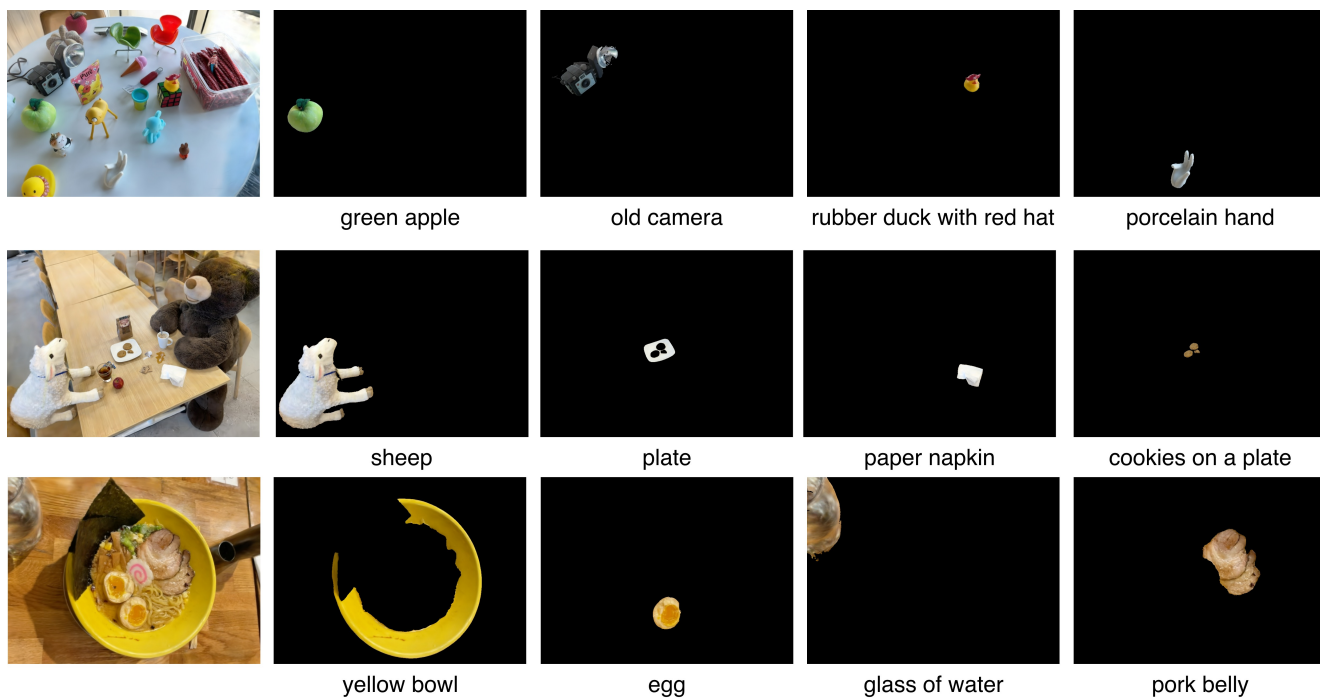 green apple
old camera
rubber duck with red hat
porcelain hand
sheep
plate
paper napkin
cookies on a plate
yellow bowl
egg
glass of water
pork belly